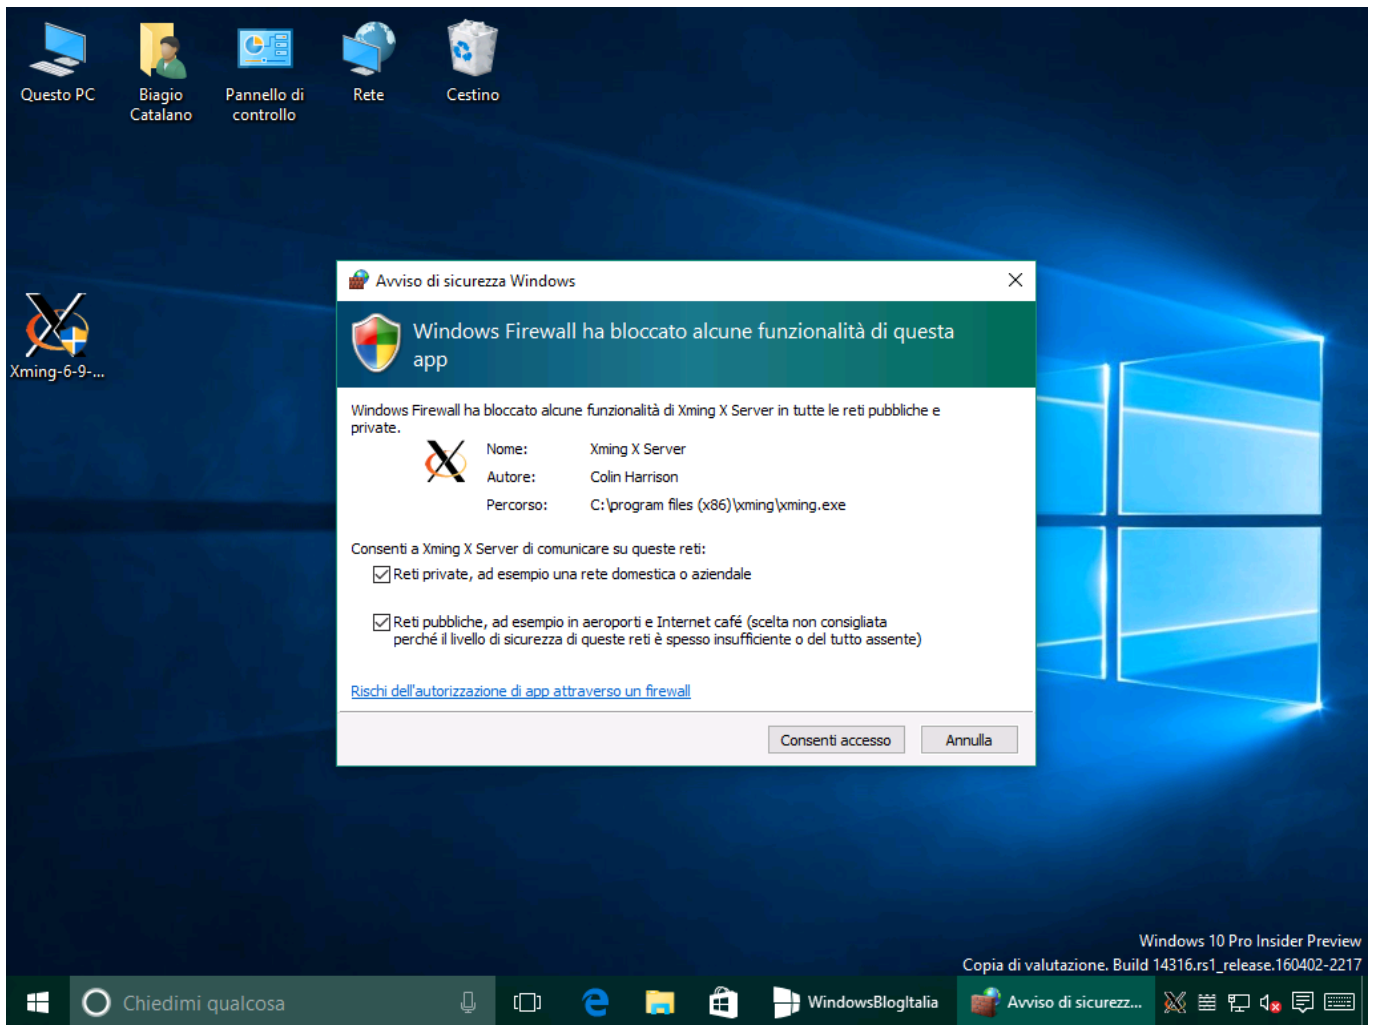 Questo PC
Biagio
Catalano
Pannello di
controllo
Rete
Cestino
Xming-6-9-...
Avviso di sicurezza Windows
Windows Firewall ha bloccato alcune funzionalità di questa
app
Windows Firewall ha bloccato alcune funzionalità di Xming X Server in tutte le reti pubbliche e
private.
Nome: Xming X Server
Autore: Colin Harrison
Percorso: C:\program files (x86)\xming\xming.exe
Consenti a Xming X Server di comunicare su queste reti:
Reti private, ad esempio una rete domestica o aziendale
Reti pubbliche, ad esempio in aeroporti e Internet café (scelta non consigliata
perché il livello di sicurezza di queste reti è spesso insufficiente o del tutto assente)
Rischi dell'autorizzazione di app attraverso un firewall
Consenti accesso
Annulla
Windows 10 Pro Insider Preview
Copia di valutazione. Build 14316.rs1_release.160402-2217
Chiedimi qualcosa
WindowsBlogItalia
Avviso di sicurezz...